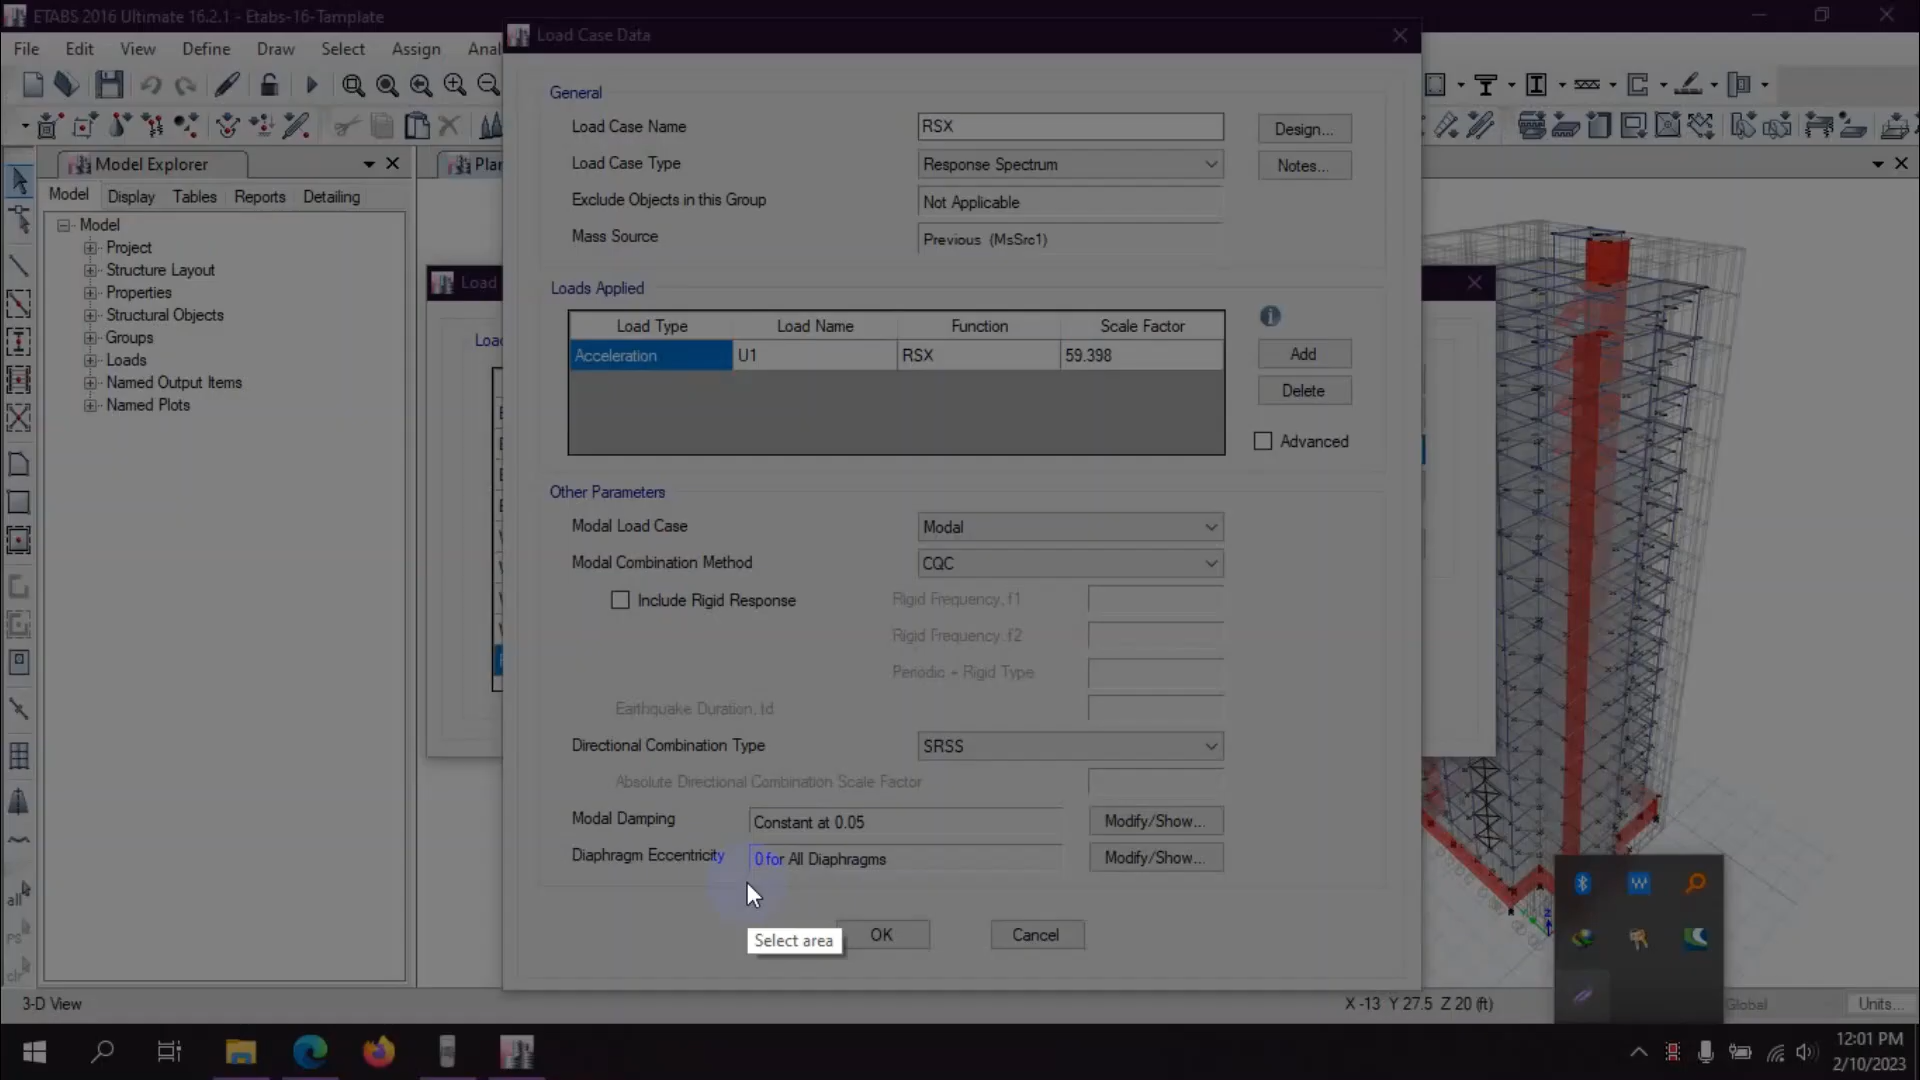 ETABS 2016 Ultimate 16.2.1 - Etabs-16-Tamplate
File Edit View Define Draw Select Assign Anal
Load Case Data
General
Load Case Name RSX Design...
Load Case Type Response Spectrum Notes...
Exclude Objects in this Group Not Applicable
Mass Source Previous (MsSrc1)
Loads Applied
Load Type Load Name Function Scale Factor
Acceleration U1 RSX 59.398
Add
Delete
Advanced
Other Parameters
Modal Load Case Modal
Modal Combination Method CQC
Include Rigid Response Rigid Frequency, f1
Rigid Frequency, f2
Periodic + Rigid Type
Earthquake Duration, td
Directional Combination Type SRSS
Absolute Directional Combination Scale Factor
Modal Damping Constant at 0.05 Modify/Show...
Diaphragm Eccentricity 0 for All Diaphragms Modify/Show...
Select area
OK Cancel
Model Explorer
Model Display Tables Reports Detailing
Model
Project
Structure Layout
Properties
Structural Objects
Groups
Loads
Named Output Items
Named Plots
Plan
Load
Loa
all
PS
clr
3-D View
X -13 Y 27.5 Z 20 (ft)
Global
Units...
12:01 PM
2/10/2023